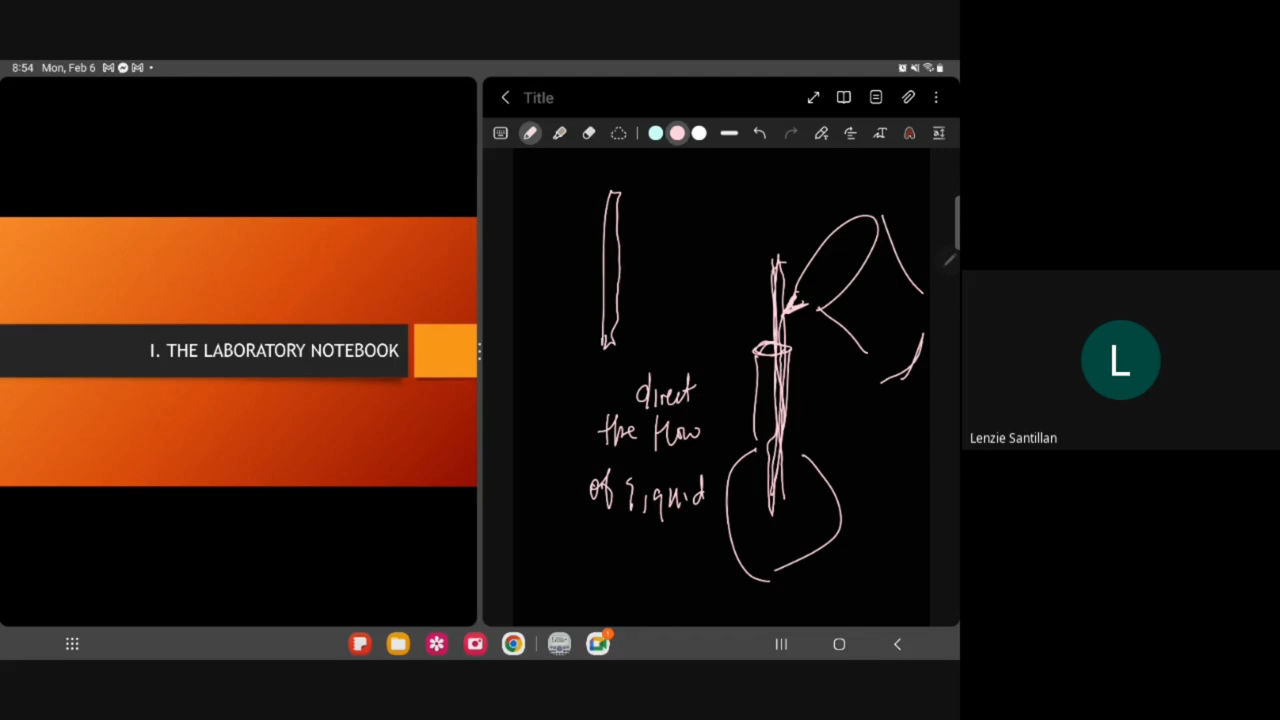 8:54 Mon, Feb 6
Title
I. THE LABORATORY NOTEBOOK
direct
the flow
of liquid
L
Lenzie Santillan